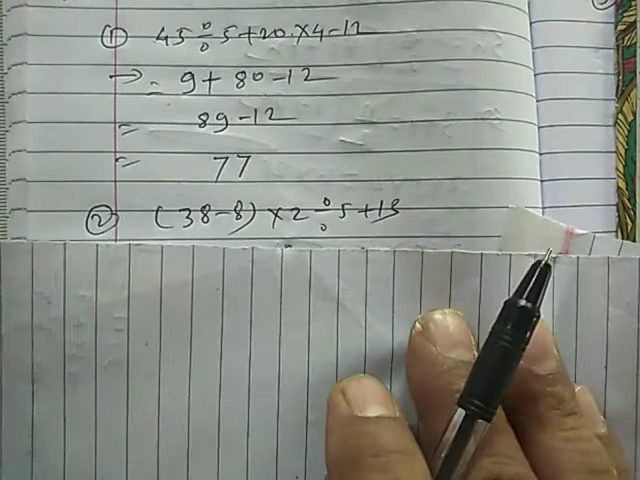 ① 45÷5+20×4-12
→ = 9+80-12
= 89-12
= 77
② (38-8)×2÷5+13